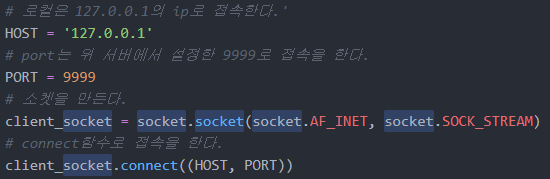 # 로컬은 127.0.0.1의 ip로 접속한다.'
HOST = '127.0.0.1'
# port는 위 서버에서 설정한 9999로 접속을 한다.
PORT = 9999
# 소켓을 만든다.
client_socket = socket.socket(socket.AF_INET, socket.SOCK_STREAM)
# connect함수로 접속을 한다.
client_socket.connect((HOST, PORT))